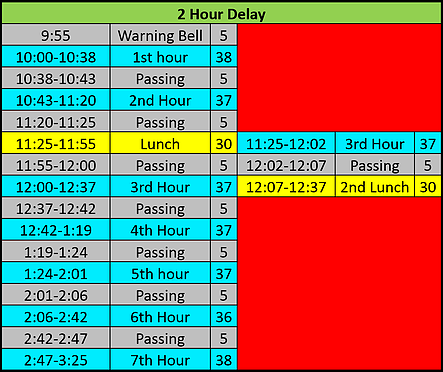 2 Hour Delay
9:55 Warning Bell 5
10:00-10:38 1st hour 38
10:38-10:43 Passing 5
10:43-11:20 2nd Hour 37
11:20-11:25 Passing 5
11:25-11:55 Lunch 30 11:25-12:02 3rd Hour 37
11:55-12:00 Passing 5 12:02-12:07 Passing 5
12:00-12:37 3rd Hour 37 12:07-12:37 2nd Lunch 30
12:37-12:42 Passing 5
12:42-1:19 4th Hour 37
1:19-1:24 Passing 5
1:24-2:01 5th hour 37
2:01-2:06 Passing 5
2:06-2:42 6th Hour 36
2:42-2:47 Passing 5
2:47-3:25 7th Hour 38